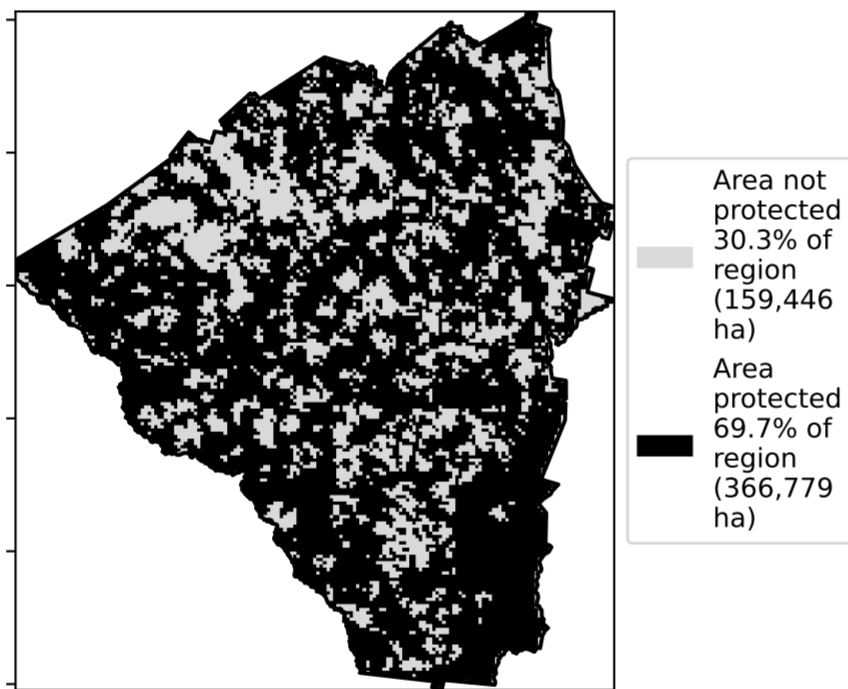 Area not
protected
30.3% of
region
(159,446
ha)
Area
protected
69.7% of
region
(366,779
ha)